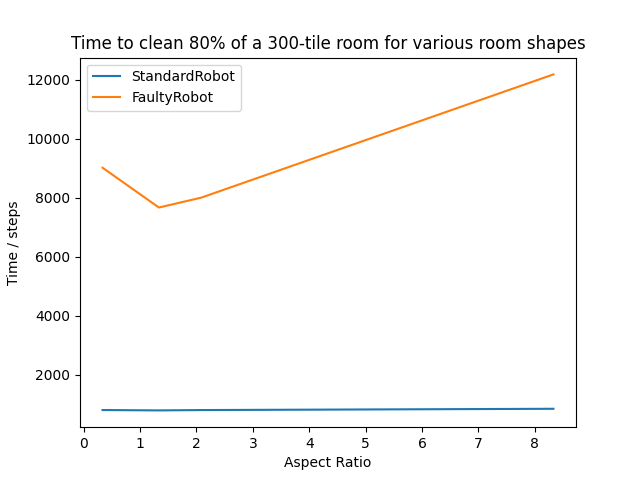 Time to clean 80% of a 300-tile room for various room shapes
StandardRobot
FaultyRobot
12000
10000
8000
6000
4000
2000
Time / steps
0 1 2 3 4 5 6 7 8
Aspect Ratio